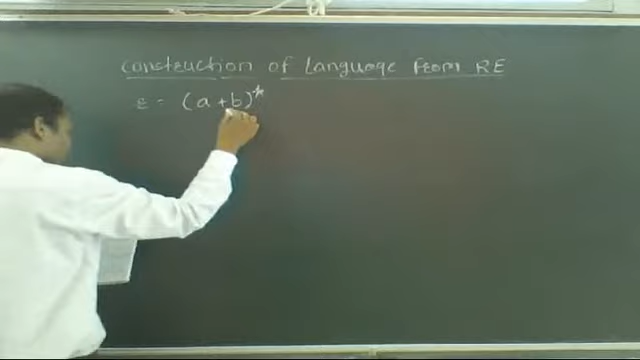 Construction of Language from RE
ε = (a+b)*